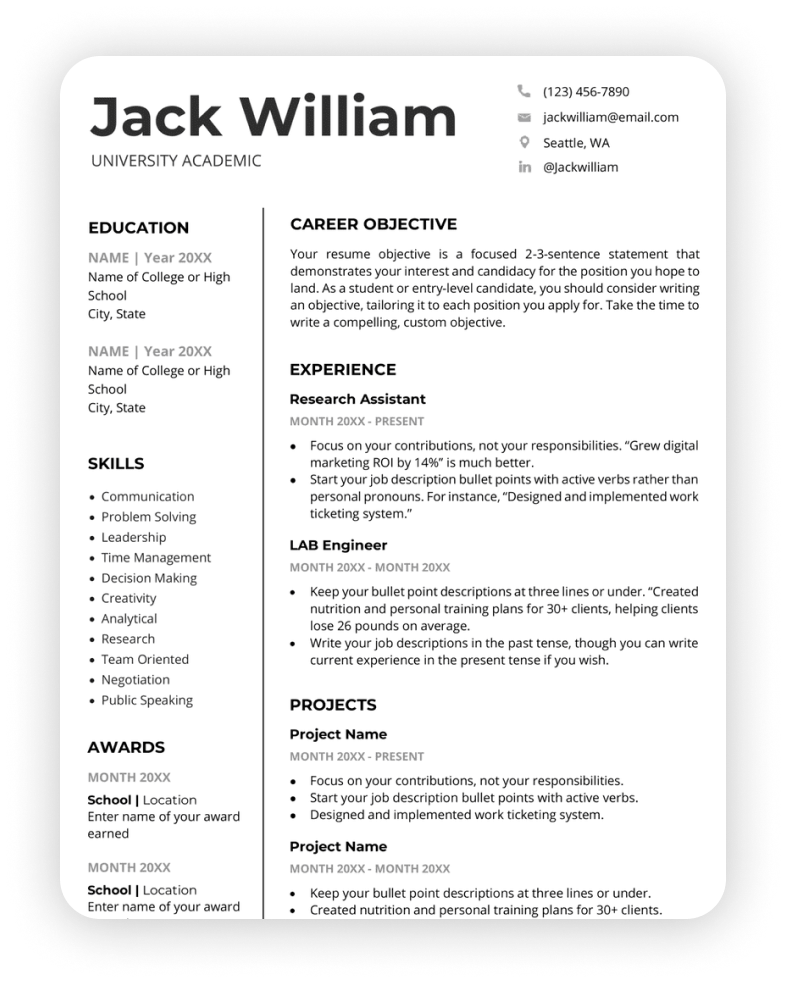 Jack William
UNIVERSITY ACADEMIC
(123) 456-7890
jackwilliam@email.com
Seattle, WA
in @Jackwilliam
EDUCATION
NAME | Year 20XX
Name of College or High
School
City, State
NAME | Year 20XX
Name of College or High
School
City, State
SKILLS
• Communication
• Problem Solving
• Leadership
• Time Management
• Decision Making
• Creativity
• Analytical
• Research
• Team Oriented
• Negotiation
• Public Speaking
AWARDS
MONTH 20XX
School | Location
Enter name of your award
earned
MONTH 20XX
School | Location
Enter name of your award
CAREER OBJECTIVE
Your resume objective is a focused 2-3-sentence statement that
demonstrates your interest and candidacy for the position you hope to
land. As a student or entry-level candidate, you should consider writing
an objective, tailoring it to each position you apply for. Take the time to
write a compelling, custom objective.
EXPERIENCE
Research Assistant
MONTH 20XX - PRESENT
• Focus on your contributions, not your responsibilities. “Grew digital
marketing ROI by 14%” is much better.
• Start your job description bullet points with active verbs rather than
personal pronouns. For instance, “Designed and implemented work
ticketing system.”
LAB Engineer
MONTH 20XX - MONTH 20XX
• Keep your bullet point descriptions at three lines or under. “Created
nutrition and personal training plans for 30+ clients, helping clients
lose 26 pounds on average.
• Write your job descriptions in the past tense, though you can write
current experience in the present tense if you wish.
PROJECTS
Project Name
MONTH 20XX - PRESENT
• Focus on your contributions, not your responsibilities.
• Start your job description bullet points with active verbs.
• Designed and implemented work ticketing system.
Project Name
MONTH 20XX - MONTH 20XX
• Keep your bullet point descriptions at three lines or under.
• Created nutrition and personal training plans for 30+ clients.